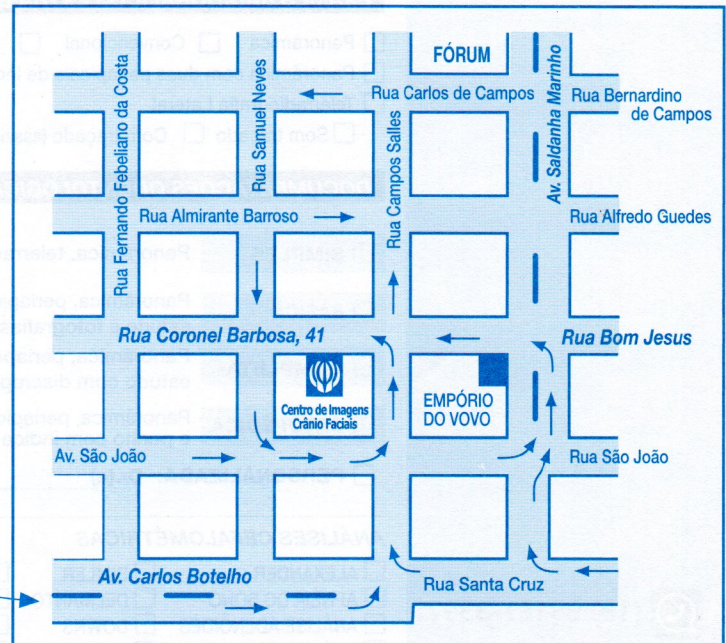 FÓRUM
Rua Carlos de Campos
Rua Bernardino
de Campos
Rua Fernando Febeliano da Costa
Rua Samuel Neves
Rua Campos Salles
Av. Saldanha Marinho
Rua Almirante Barroso
Rua Alfredo Guedes
Rua Coronel Barbosa, 41
Rua Bom Jesus
Centro de Imagens
Crânio Faciais
EMPÓRIO
DO VOVO
Av. São João
Rua São João
Av. Carlos Botelho
Rua Santa Cruz